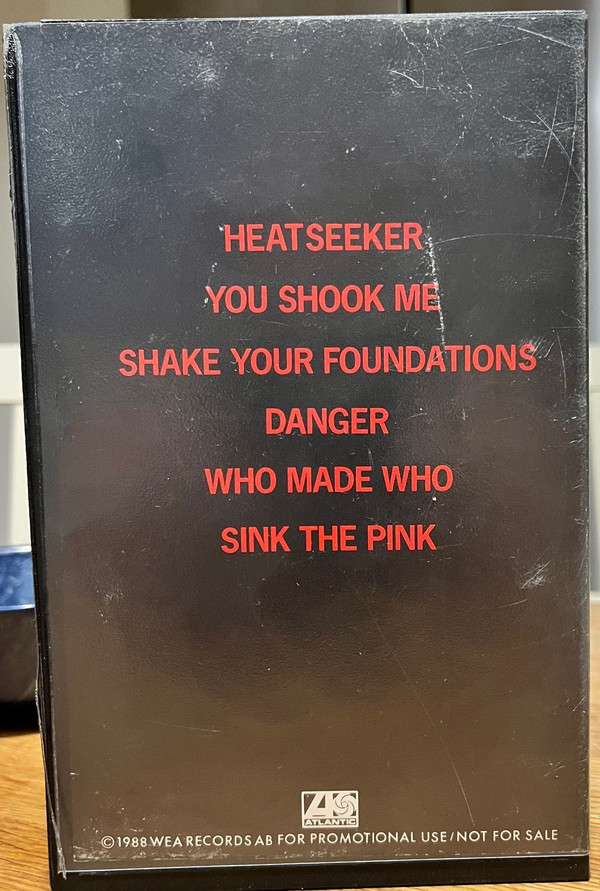 HEATSEEKER
YOU SHOOK ME
SHAKE YOUR FOUNDATIONS
DANGER
WHO MADE WHO
SINK THE PINK
ATLANTIC
©1988 WEA RECORDS AB FOR PROMOTIONAL USE/NOT FOR SALE